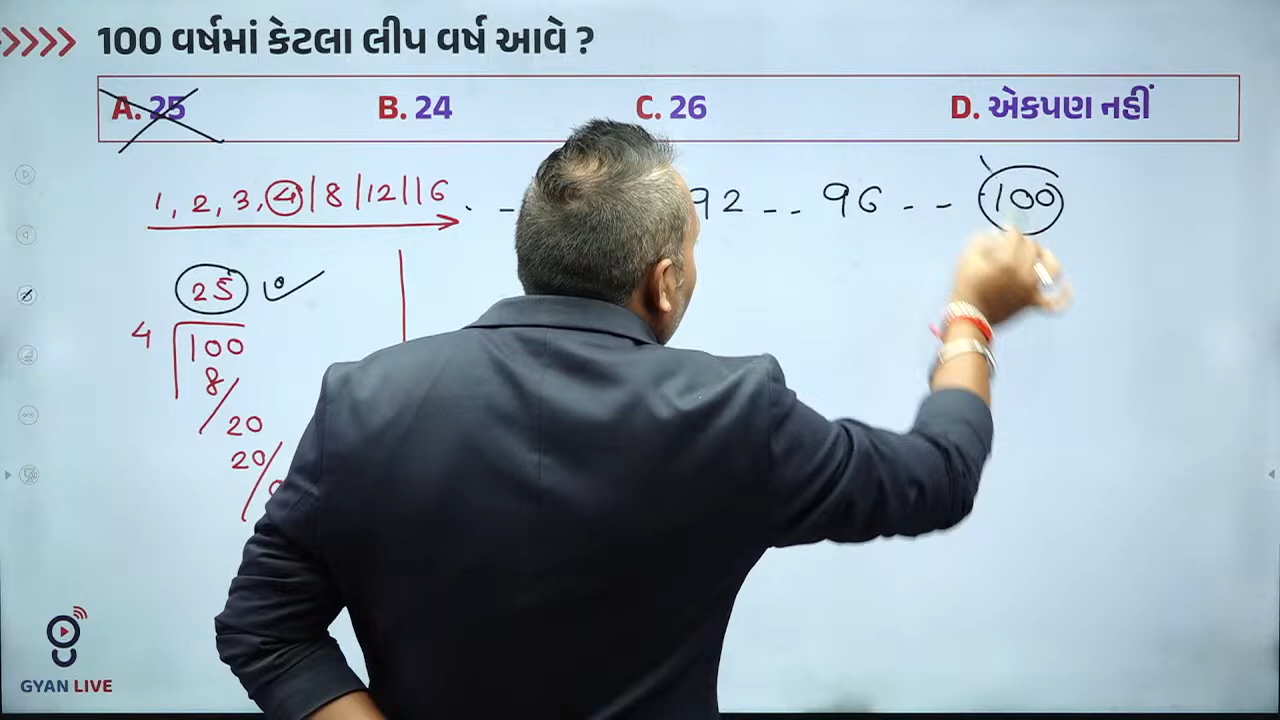 100 વર્ષમાં કેટલા લીપ વર્ષ આવે ?
A. 25 B. 24 C. 26 D. એકપણ નહીં
1, 2, 3, 4 | 8 | 12 | 16 . - 92 -- 96 -- 100
25
4 100
8
20
20
GYAN LIVE